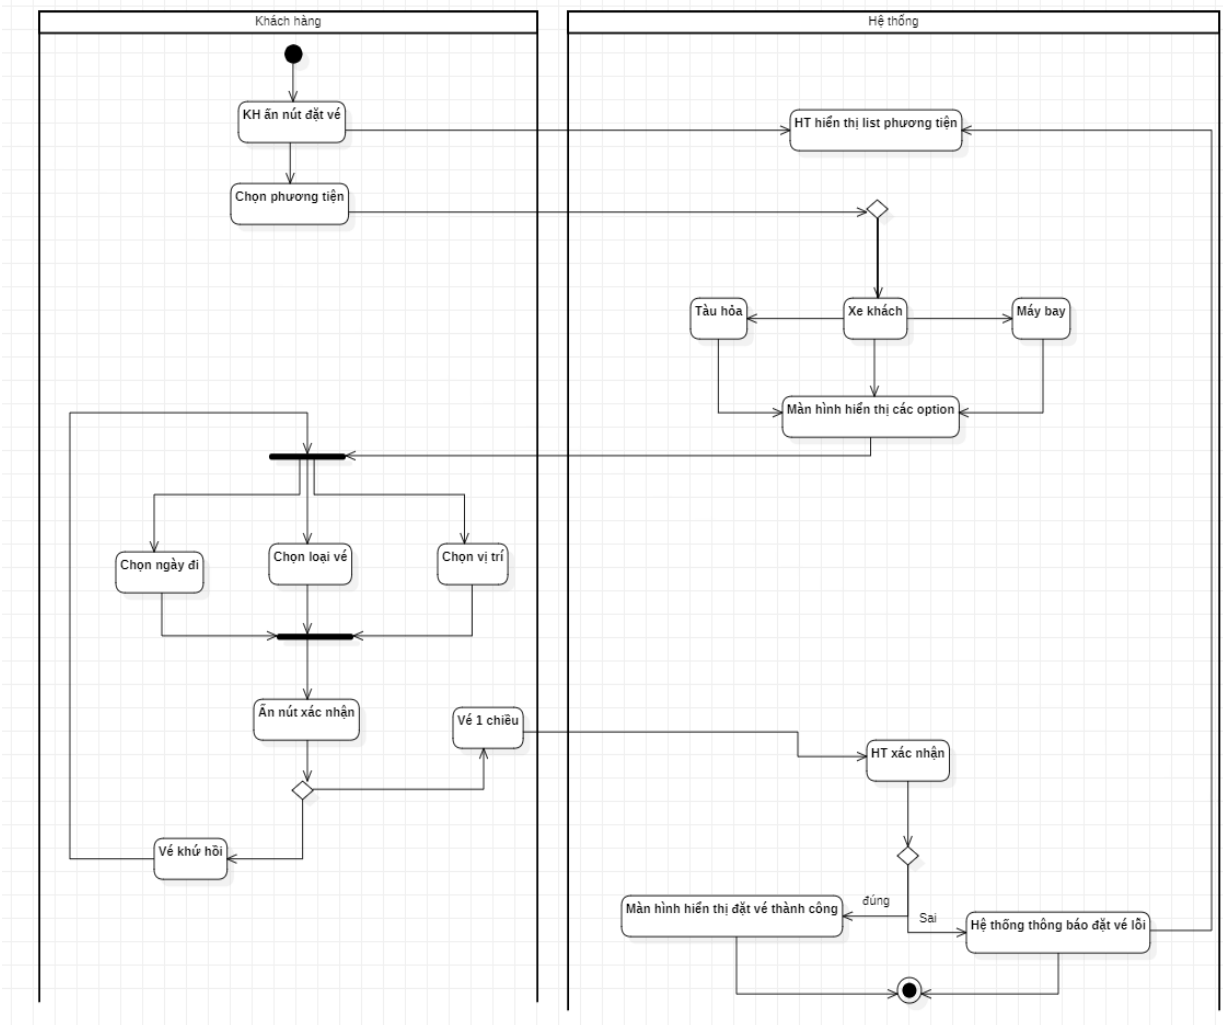 Khách hàng
Hệ thống
KH ấn nút đặt vé
HT hiển thị list phương tiện
Chọn phương tiện
Tàu hỏa
Xe khách
Máy bay
Màn hình hiển thị các option
Chọn ngày đi
Chọn loại vé
Chọn vị trí
Ấn nút xác nhận
Vé 1 chiều
HT xác nhận
Vé khứ hồi
đúng
Sai
Màn hình hiển thị đặt vé thành công
Hệ thống thông báo đặt vé lỗi